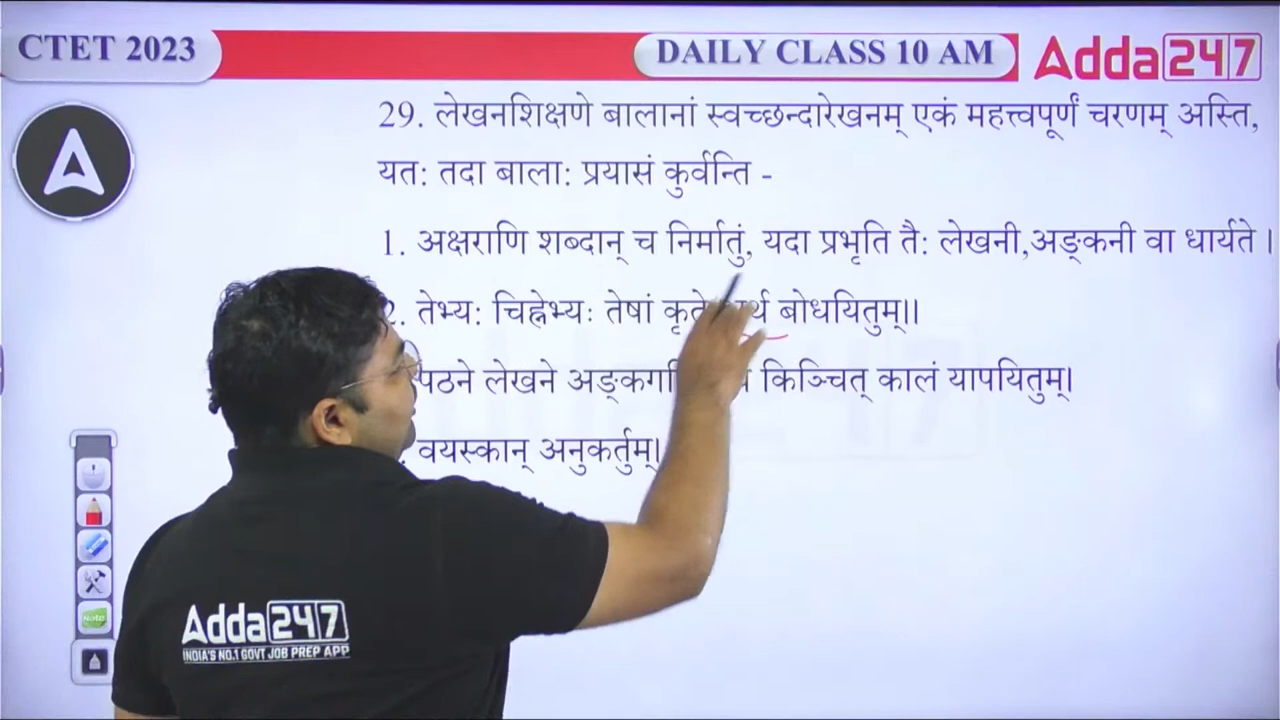 CTET 2023
DAILY CLASS 10 AM
Adda247
29. लेखनशिक्षणे बालानां स्वच्छन्दारेखनम् एकं महत्त्वपूर्णं चरणम् अस्ति,
यत: तदा बाला: प्रयासं कुर्वन्ति -
1. अक्षराणि शब्दान् च निर्मातुं, यदा प्रभृति तै: लेखनी,अङ्कनी वा धार्यते।
2. तेभ्य: चिह्नेभ्यः तेषां कृते बोधयितुम्।।
पठने लेखने किञ्चित् कालं यापयितुम्।
वयस्कान् अनुकर्तुम्।
Note
Adda247
INDIA'S NO.1 GOVT JOB PREP APP